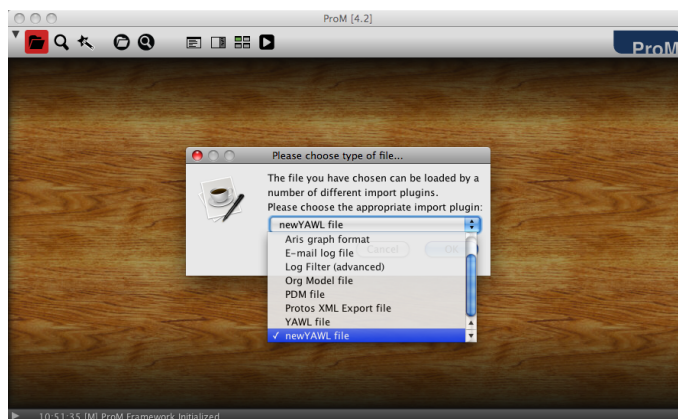 ProM [4.2]
ProM
Please choose type of file...
The file you have chosen can be loaded by a
number of different import plugins.
Please choose the appropriate import plugin:
newYAWL file
Cancel
OK
Aris graph format
E-mail log file
Log Filter (advanced)
Org Model file
PDM file
Protos XML Export file
YAWL file
✓ newYAWL file
10:51:35 [M] ProM Framework Initialized